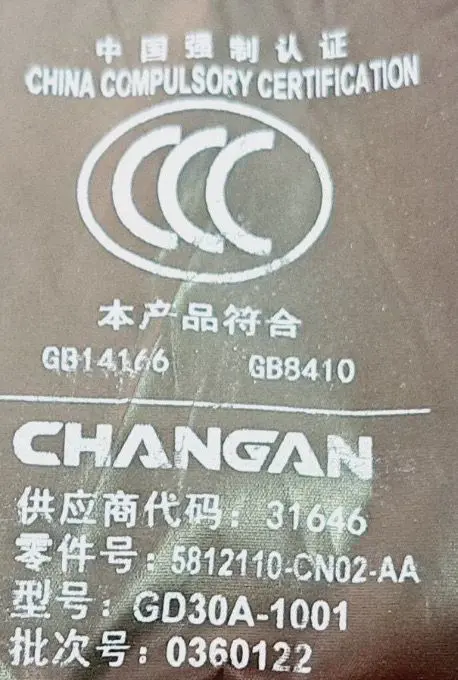 中国强制认证
CHINA COMPULSORY CERTIFICATION
CCC
本产品符合
GB14166 GB8410
CHANGAN
供应商代码: 31646
零件号: 5812110-CN02-AA
型号: GD30A-1001
批次号: 0360122